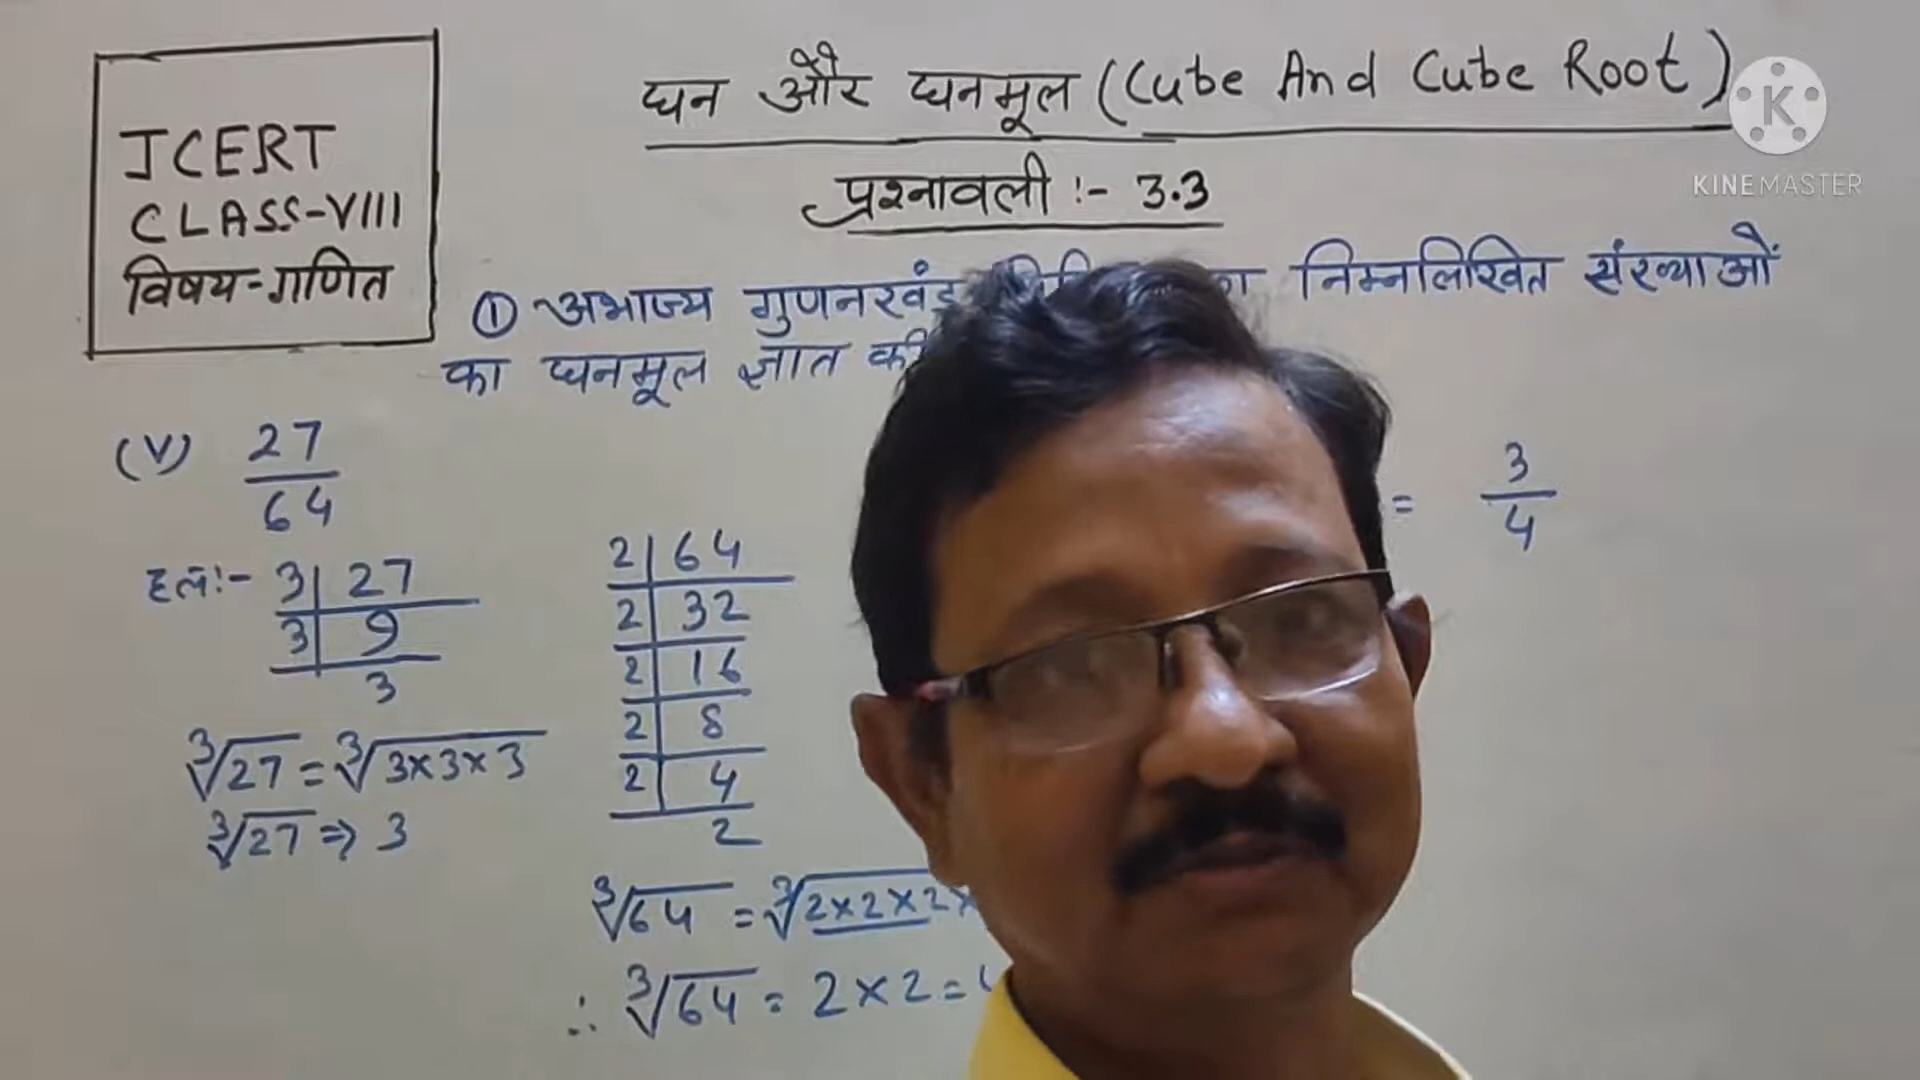 JCERT
CLASS-VIII
विषय-गणित
घन और घनमूल (Cube And Cube Root)
प्रश्नावली :- 3.3
① अभाज्य गुणनखंड निम्नलिखित संख्याओं
का घनमूल ज्ञात
(V) 27
64
हल:- 3 | 27
3 | 9
3
∛27 = ∛3×3×3
∛27 ⇒ 3
2 | 64
2 | 32
2 | 16
2 | 8
2 | 4
2
∛64 = ∛2×2×2×
∴ ∛64 = 2×2=
= 3
4
K
KINEMASTER